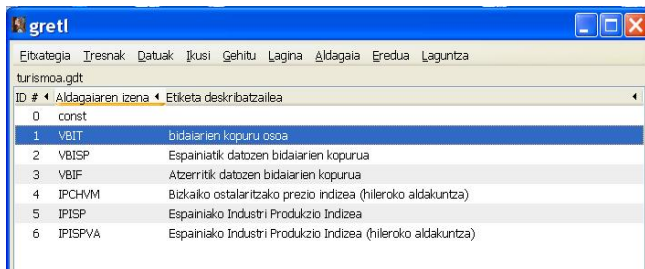 gretl
Eitxategia Tresnak Datuak Ikusi Gehitu Lagina Aldagaia Eredua Laguntza
turismoa.gdt
ID # Aldagaiaren izena Etiketa deskribatzailea
0 const
1 VBIT bidaiarien kopuru osoa
2 VBISP Espainiatik datozen bidaiarien kopurua
3 VBIF Atzerritik datozen bidaiarien kopurua
4 IPCHVM Bizkaiko ostalaritzako prezio indizea (hileroko aldakuntza)
5 IPISP Espainiako Industri Produkzio Indizea
6 IPISPVA Espainiako Industri Produkzio Indizea (hileroko aldakuntza)